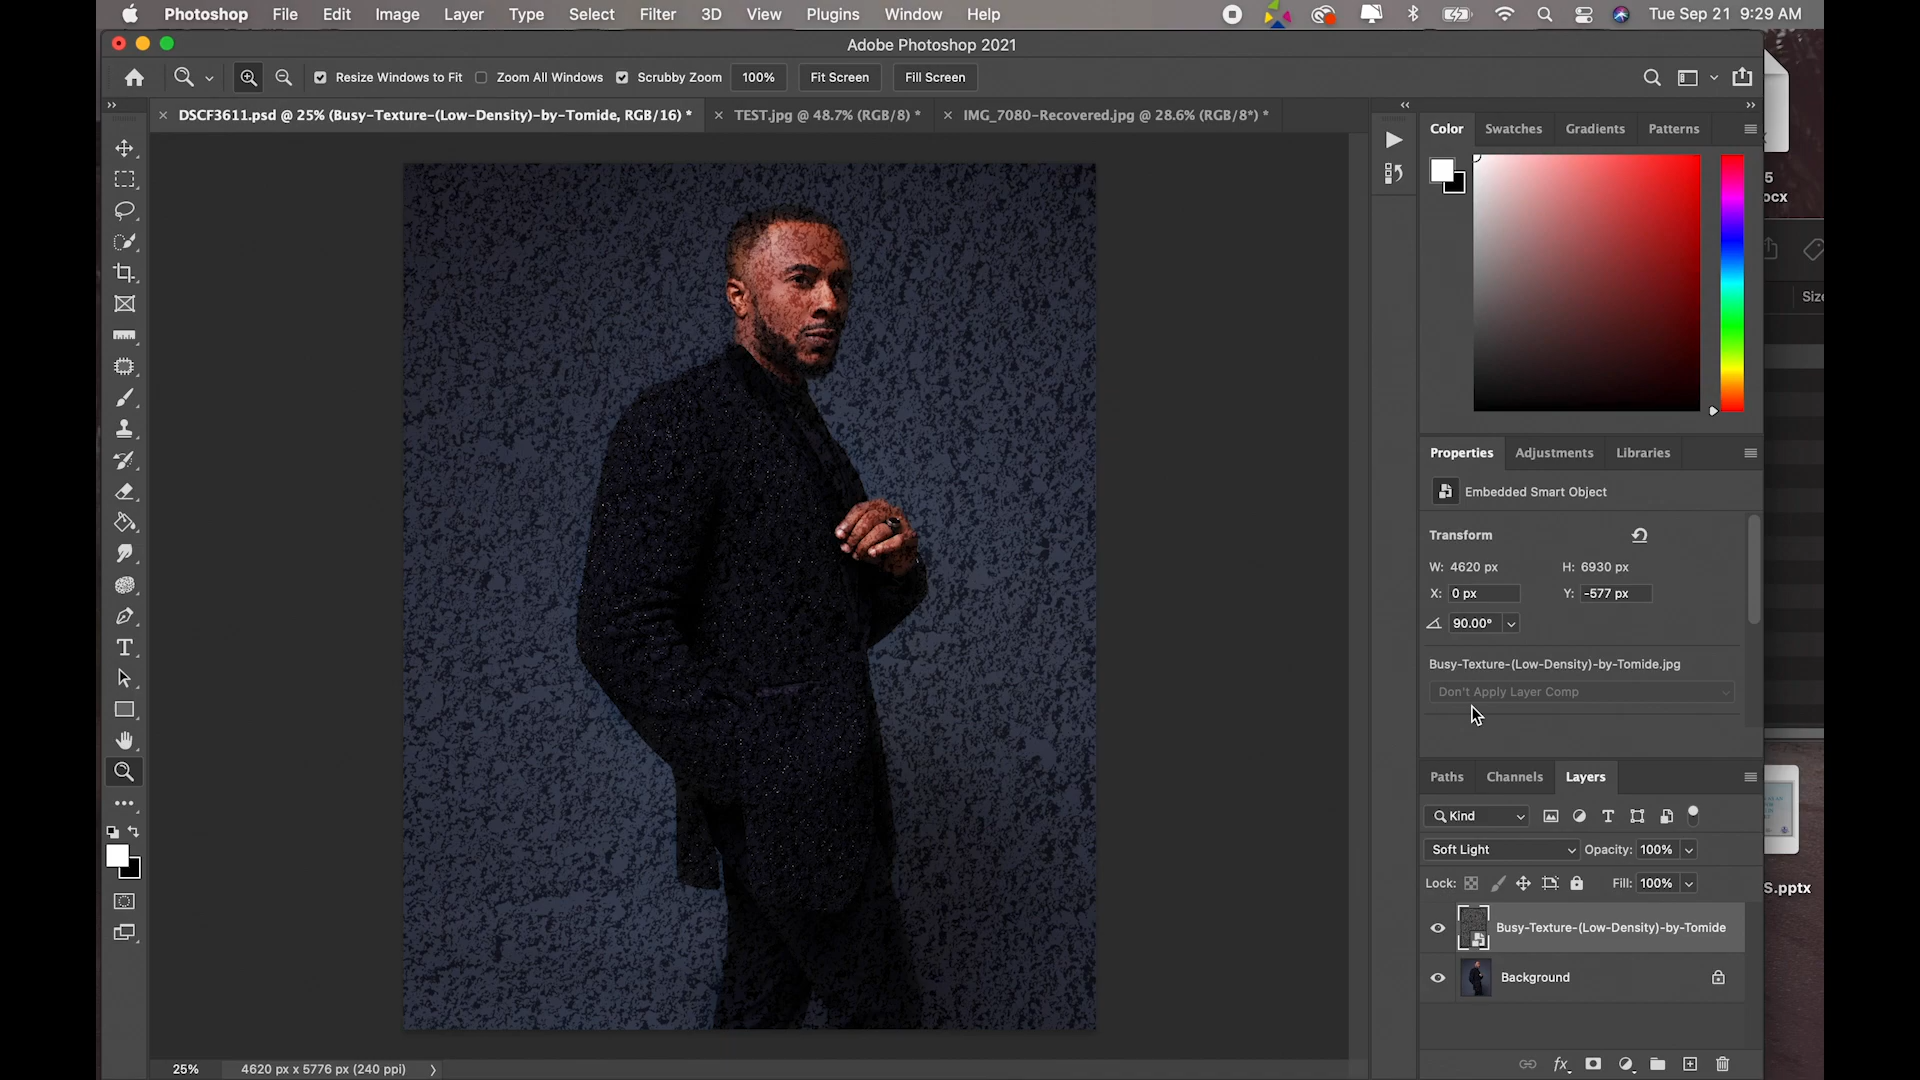 Photoshop File Edit Image Layer Type Select Filter 3D View Plugins Window Help Tue Sep 21 9:29 AM
Adobe Photoshop 2021
Resize Windows to Fit Zoom All Windows Scrubby Zoom 100% Fit Screen Fill Screen
DSCF3611.psd @ 25% (Busy-Texture-(Low-Density)-by-Tomide, RGB/16) * TEST.jpg @ 48.7% (RGB/8) * IMG_7080-Recovered.jpg @ 28.6% (RGB/8*) *
Color Swatches Gradients Patterns
5
ocx
Size
Properties Adjustments Libraries
Embedded Smart Object
Transform
W: 4620 px H: 6930 px
X: 0 px Y: -577 px
90.00°
Busy-Texture-(Low-Density)-by-Tomide.jpg
Don't Apply Layer Comp
Paths Channels Layers
Kind
Soft Light Opacity: 100%
Lock: Fill: 100%
S.pptx
Busy-Texture-(Low-Density)-by-Tomide
Background
25% 4620 px x 5776 px (240 ppi)
fx